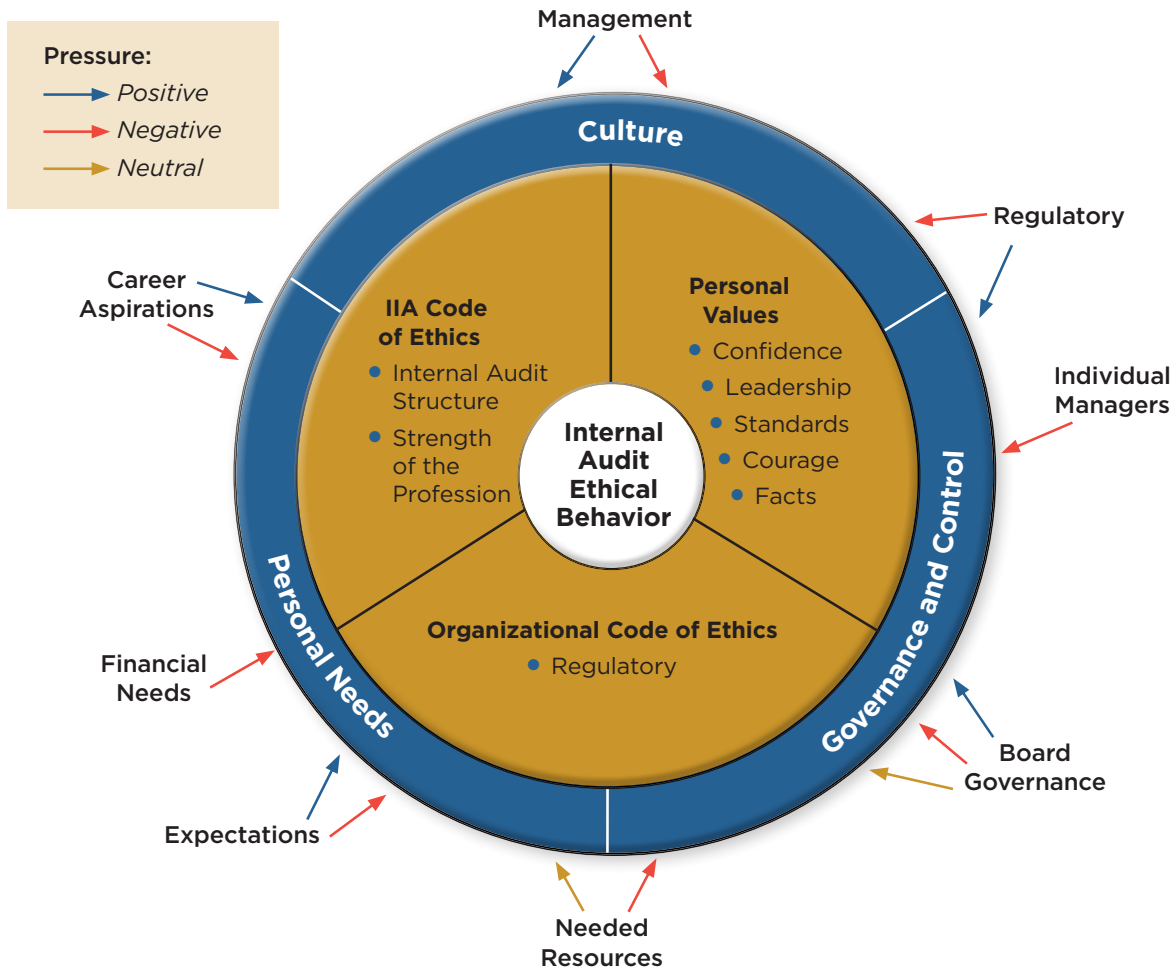 Pressure:
Positive
Negative
Neutral
Management
Culture
Regulatory
Career
Aspirations
IIA Code
of Ethics
Internal Audit
Structure
Strength
of the
Profession
Personal
Values
Confidence
Leadership
Standards
Courage
Facts
Individual
Managers
Internal
Audit
Ethical
Behavior
Personal Needs
Governance and Control
Organizational Code of Ethics
Regulatory
Financial
Needs
Board
Governance
Expectations
Needed
Resources